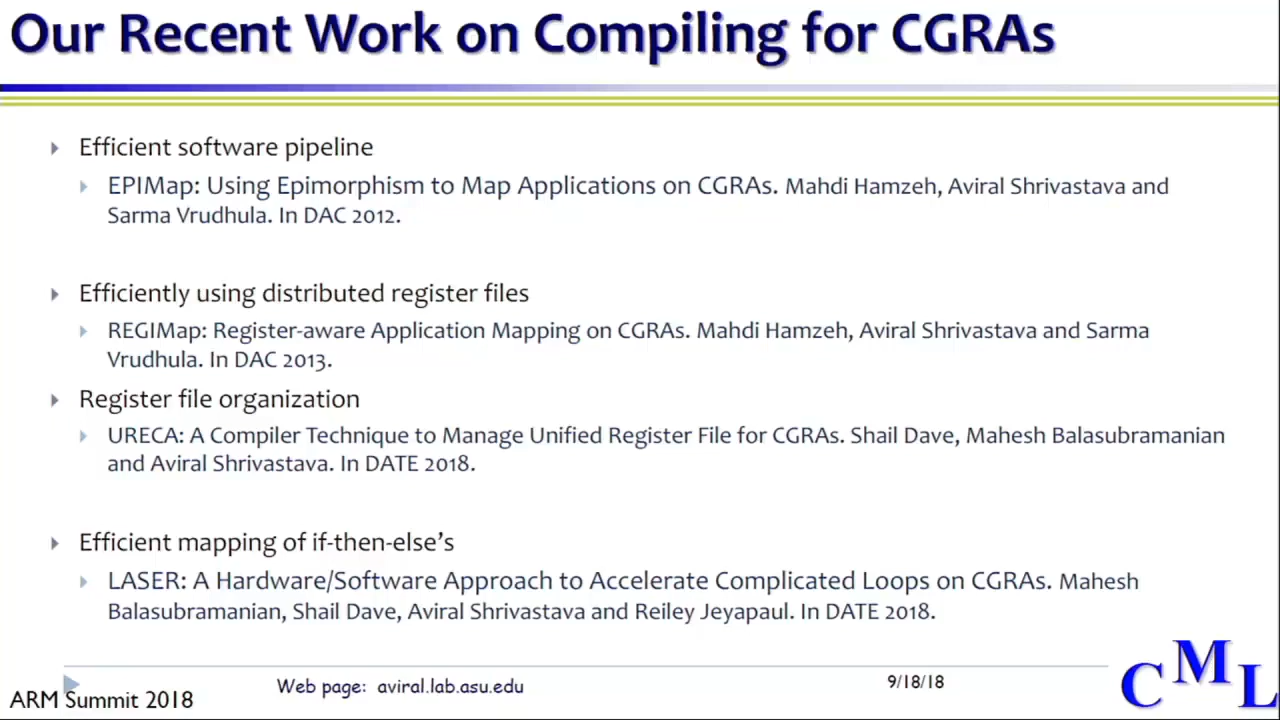 Our Recent Work on Compiling for CGRAs
Efficient software pipeline
EPIMap: Using Epimorphism to Map Applications on CGRAs. Mahdi Hamzeh, Aviral Shrivastava and
Sarma Vrudhula. In DAC 2012.
Efficiently using distributed register files
REGIMap: Register-aware Application Mapping on CGRAs. Mahdi Hamzeh, Aviral Shrivastava and Sarma
Vrudhula. In DAC 2013.
Register file organization
URECA: A Compiler Technique to Manage Unified Register File for CGRAs. Shail Dave, Mahesh Balasubramanian
and Aviral Shrivastava. In DATE 2018.
Efficient mapping of if-then-else’s
LASER: A Hardware/Software Approach to Accelerate Complicated Loops on CGRAs. Mahesh
Balasubramanian, Shail Dave, Aviral Shrivastava and Reiley Jeyapaul. In DATE 2018.
ARM Summit 2018
Web page: aviral.lab.asu.edu
9/18/18
CML